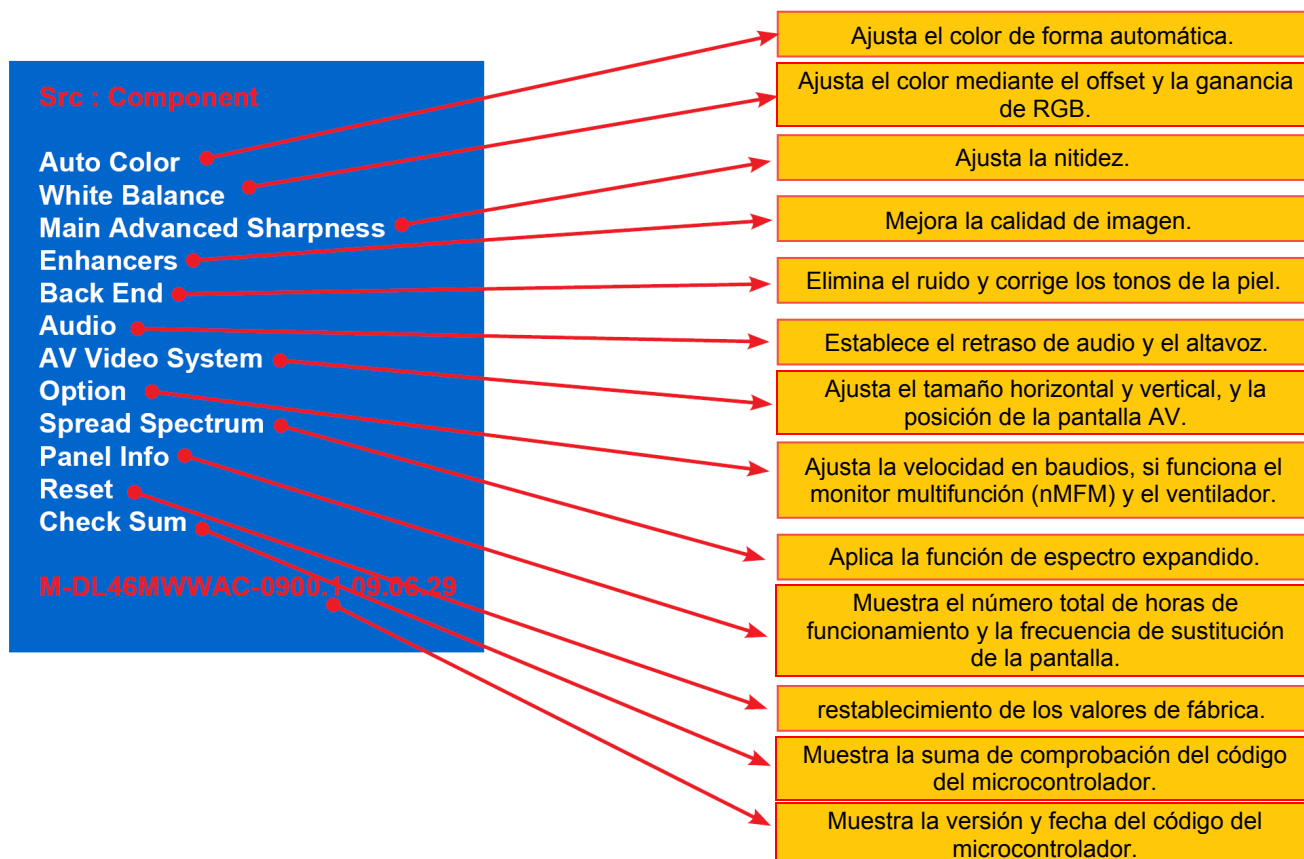 Src : Component
Auto Color
White Balance
Main Advanced Sharpness
Enhancers
Back End
Audio
AV Video System
Option
Spread Spectrum
Panel Info
Reset
Check Sum
M-DL46MWWAC-0900.1 09.06.29
Ajusta el color de forma automática.
Ajusta el color mediante el offset y la ganancia
de RGB.
Ajusta la nitidez.
Mejora la calidad de imagen.
Elimina el ruido y corrige los tonos de la piel.
Establece el retraso de audio y el altavoz.
Ajusta el tamaño horizontal y vertical, y la
posición de la pantalla AV.
Ajusta la velocidad en baudios, si funciona el
monitor multifunción (nMFM) y el ventilador.
Aplica la función de espectro expandido.
Muestra el número total de horas de
funcionamiento y la frecuencia de sustitución
de la pantalla.
restablecimiento de los valores de fábrica.
Muestra la suma de comprobación del código
del microcontrolador.
Muestra la versión y fecha del código del
microcontrolador.